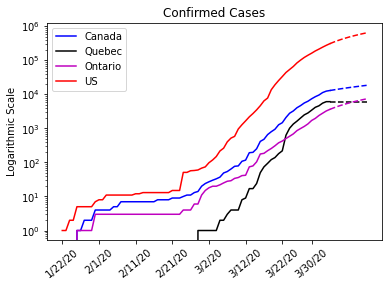 Confirmed Cases
Canada
Quebec
Ontario
US
Logarithmic Scale
10^6
10^5
10^4
10^3
10^2
10^1
10^0
1/22/20
2/1/20
2/11/20
2/21/20
3/2/20
3/12/20
3/22/20
3/30/20